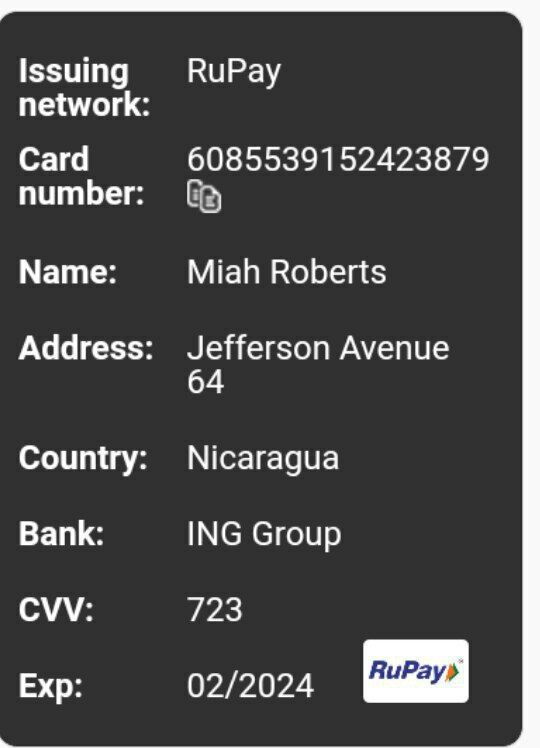 Issuing network: RuPay
Card number: 6085539152423879
Name: Miah Roberts
Address: Jefferson Avenue 64
Country: Nicaragua
Bank: ING Group
CVV: 723
Exp: 02/2024
RuPay